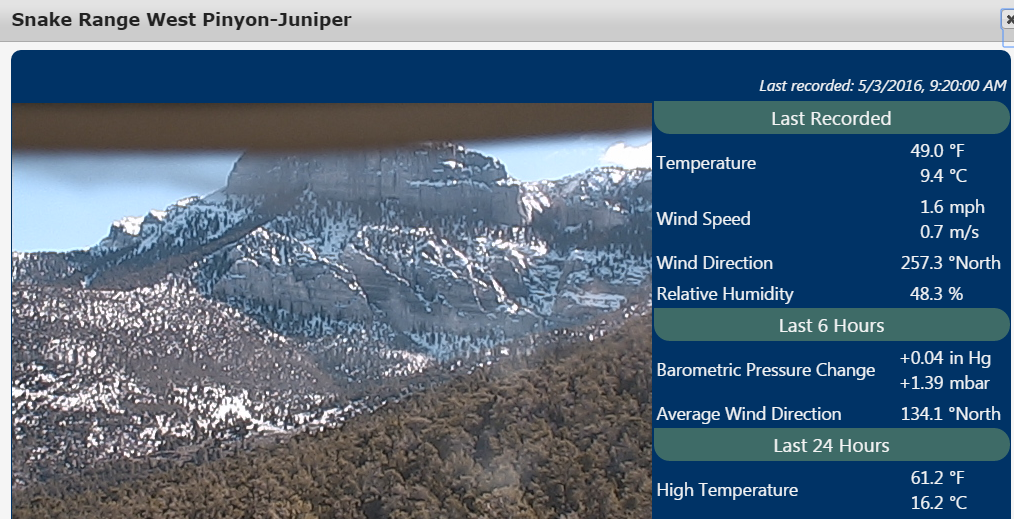 Snake Range West Pinyon-Juniper
Last recorded: 5/3/2016, 9:20:00 AM
Last Recorded
Temperature
49.0 °F
9.4 °C
Wind Speed
1.6 mph
0.7 m/s
Wind Direction
257.3 °North
Relative Humidity
48.3 %
Last 6 Hours
Barometric Pressure Change
+0.04 in Hg
+1.39 mbar
Average Wind Direction
134.1 °North
Last 24 Hours
High Temperature
61.2 °F
16.2 °C